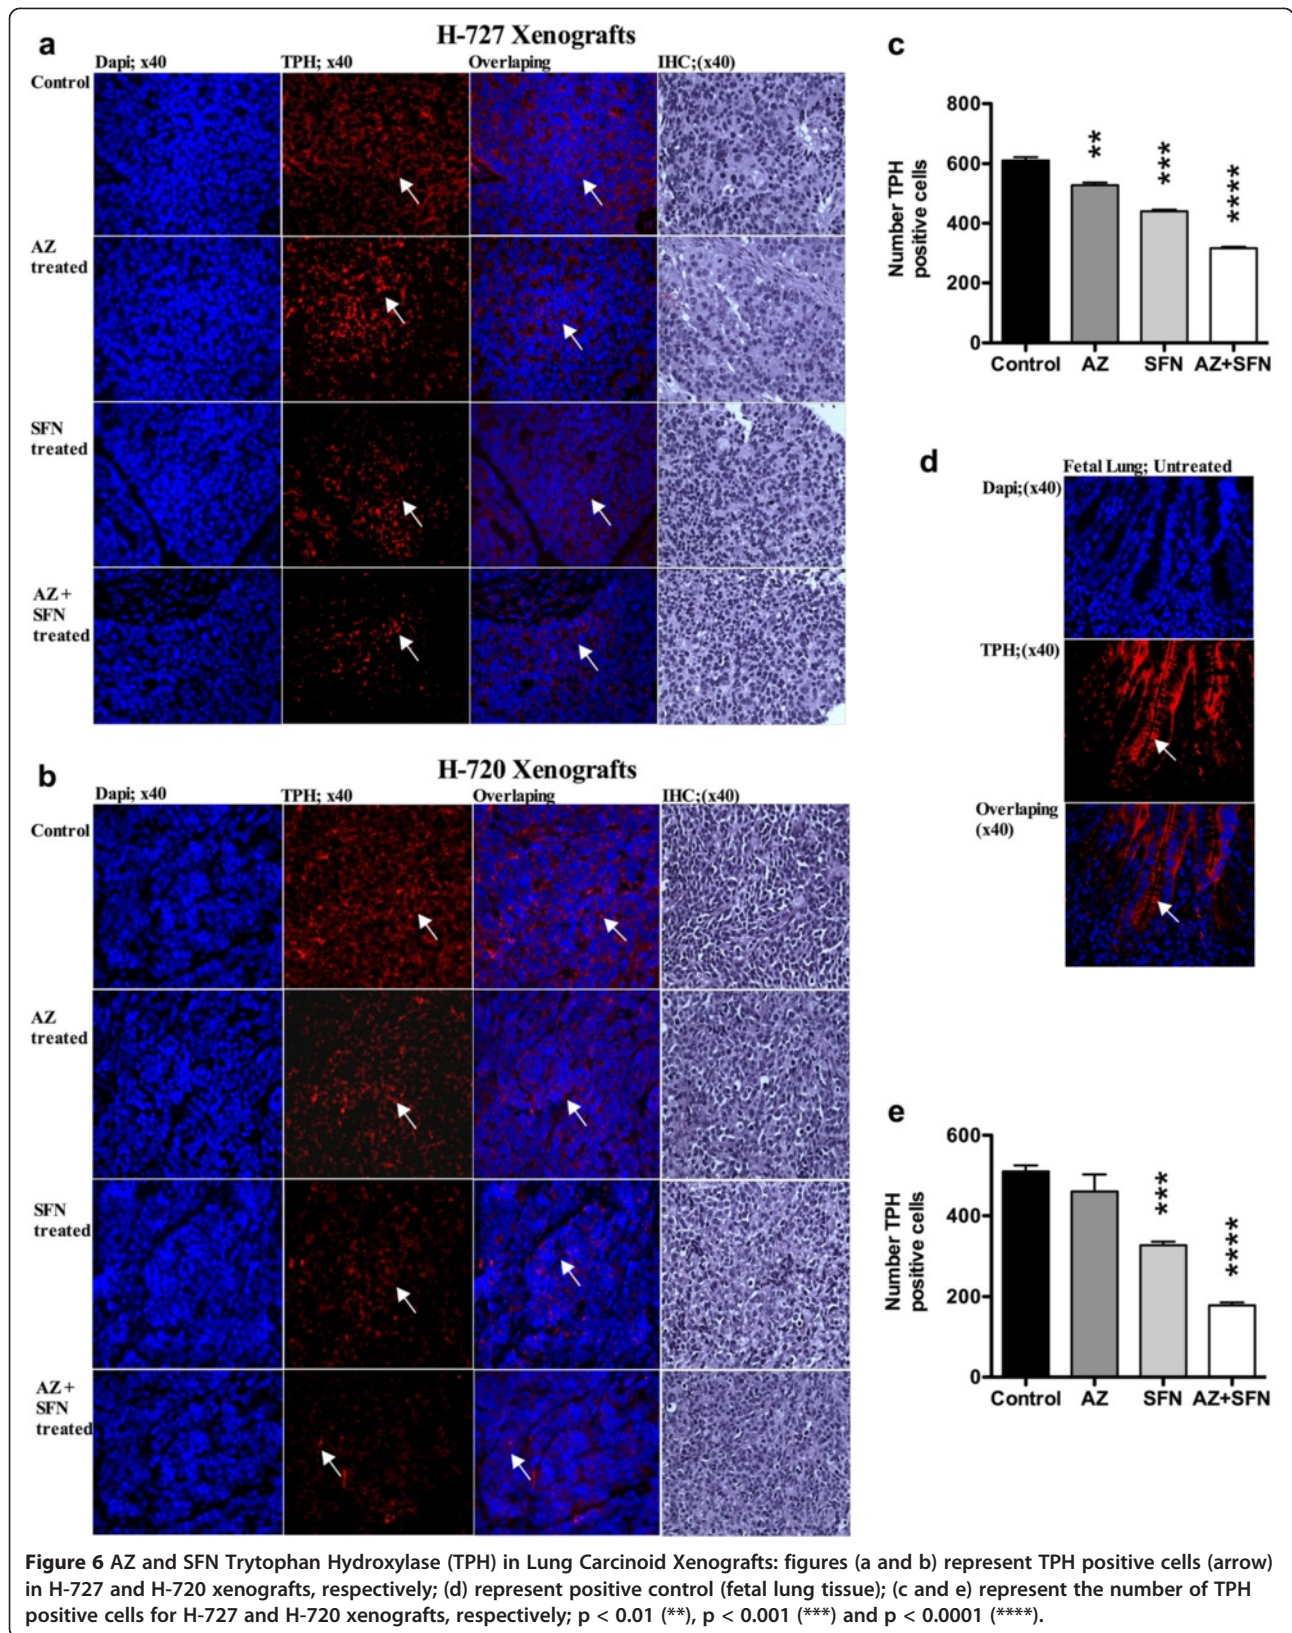 a
H-727 Xenografts
Dapi; x40 TPH; x40 Overlaping IHC;(x40)
Control
AZ
treated
SFN
treated
AZ +
SFN
treated
b
H-720 Xenografts
Dapi; x40 TPH; x40 Overlaping IHC;(x40)
Control
AZ
treated
SFN
treated
AZ +
SFN
treated
c
Number TPH
positive cells
800
600
400
200
0
**
***
****
Control AZ SFN AZ+SFN
d
Fetal Lung; Untreated
Dapi;(x40)
TPH;(x40)
Overlaping
(x40)
e
Number TPH
positive cells
600
400
200
0
***
****
Control AZ SFN AZ+SFN
Figure 6 AZ and SFN Trytophan Hydroxylase (TPH) in Lung Carcinoid Xenografts: figures (a and b) represent TPH positive cells (arrow)
in H-727 and H-720 xenografts, respectively; (d) represent positive control (fetal lung tissue); (c and e) represent the number of TPH
positive cells for H-727 and H-720 xenografts, respectively; p < 0.01 (**), p < 0.001 (***) and p < 0.0001 (****).